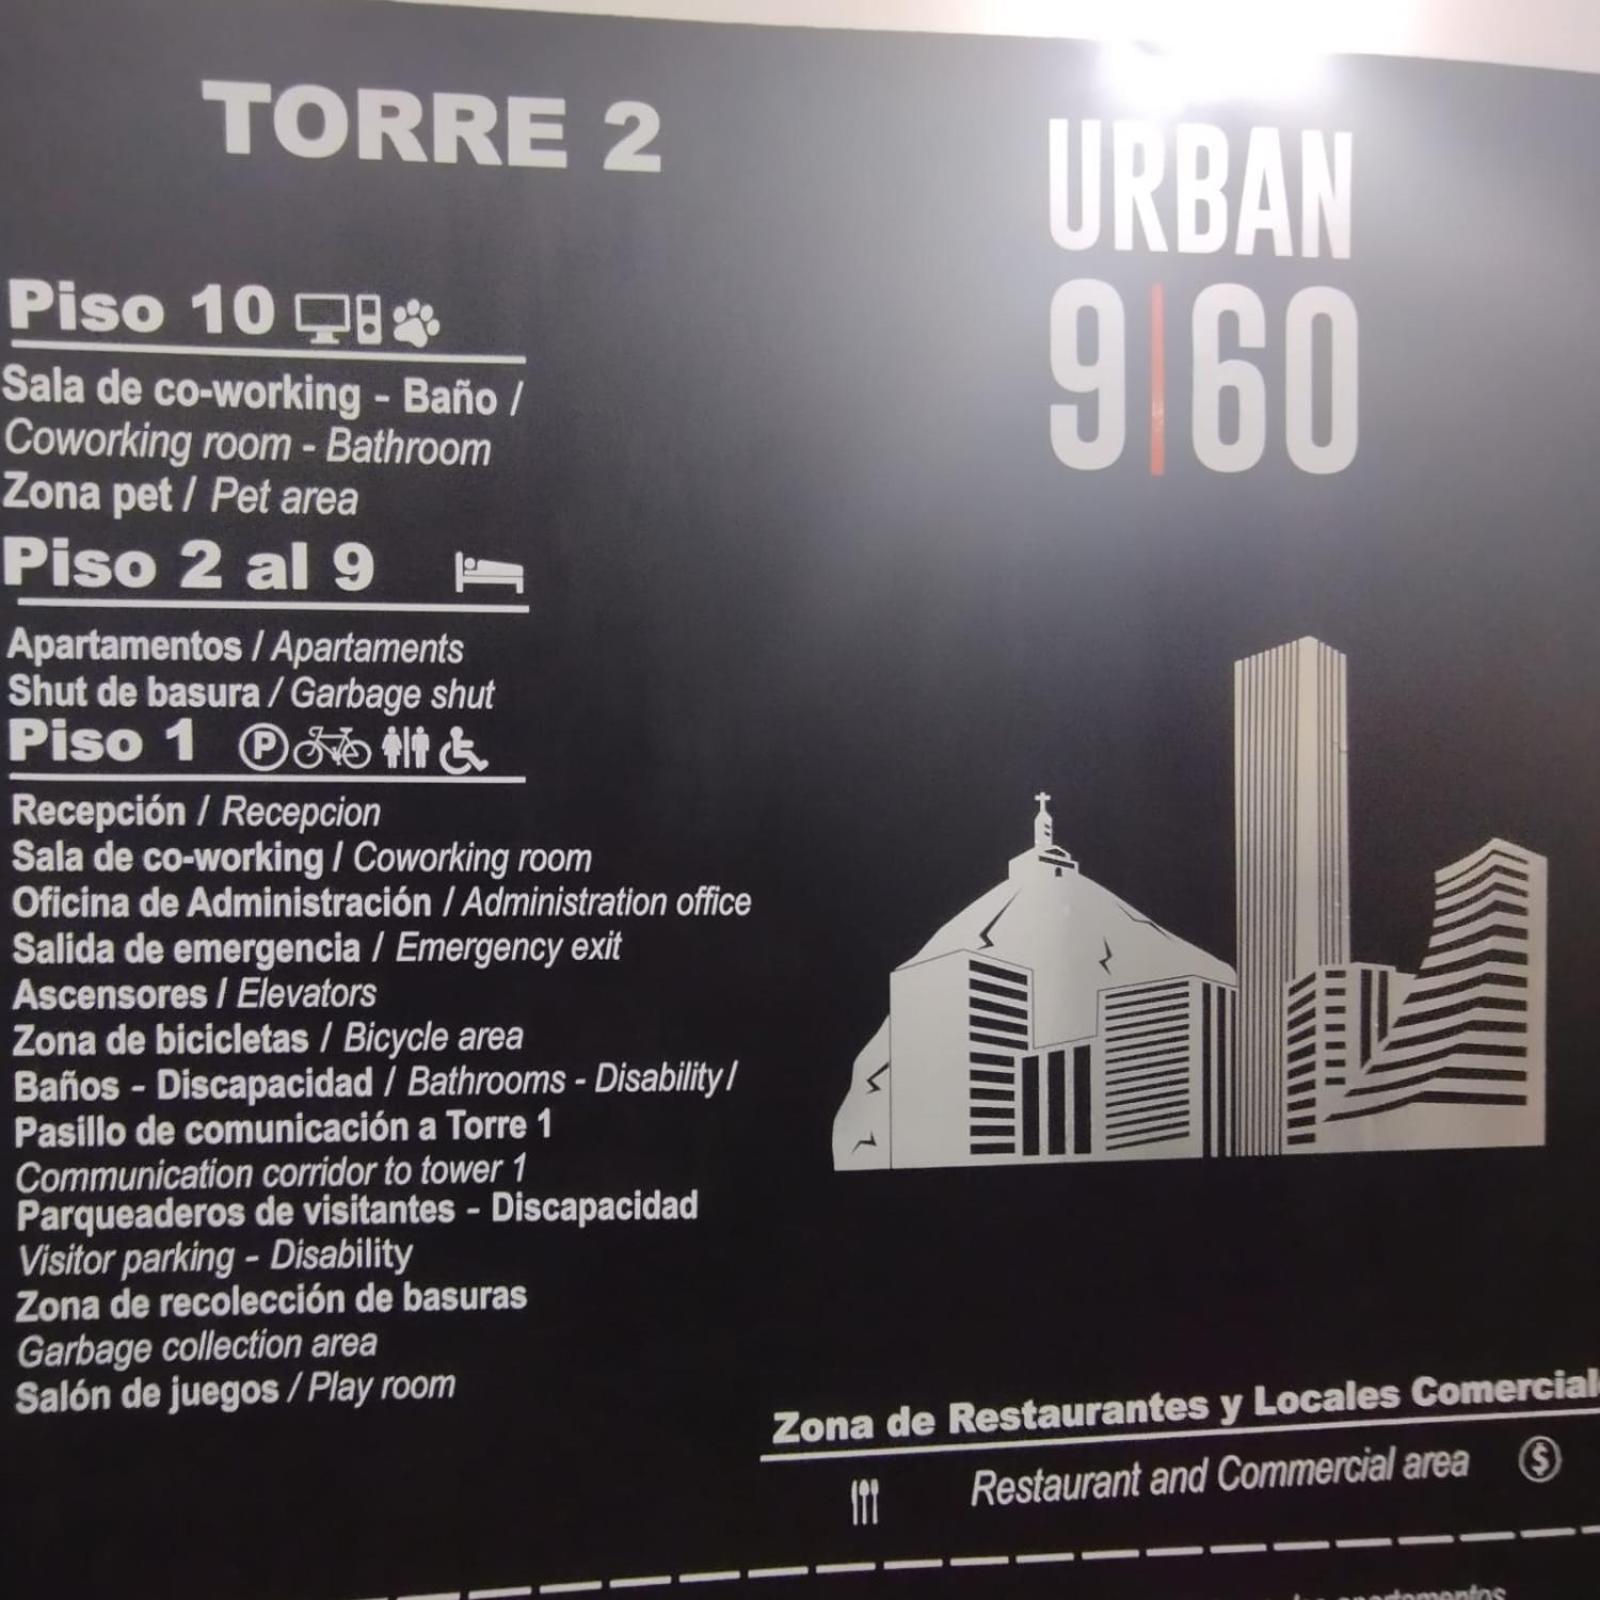 TORRE 2
URBAN
9|60
Piso 10
Sala de co-working - Baño /
Coworking room - Bathroom
Zona pet / Pet area
Piso 2 al 9
Apartamentos / Apartaments
Shut de basura / Garbage shut
Piso 1 P
Recepción / Recepcion
Sala de co-working / Coworking room
Oficina de Administración / Administration office
Salida de emergencia / Emergency exit
Ascensores / Elevators
Zona de bicicletas / Bicycle area
Baños - Discapacidad / Bathrooms - Disability /
Pasillo de comunicación a Torre 1
Communication corridor to tower 1
Parqueaderos de visitantes - Discapacidad
Visitor parking - Disability
Zona de recolección de basuras
Garbage collection area
Salón de juegos / Play room
Zona de Restaurantes y Locales
Restaurant and Commercial area $
apartamentos